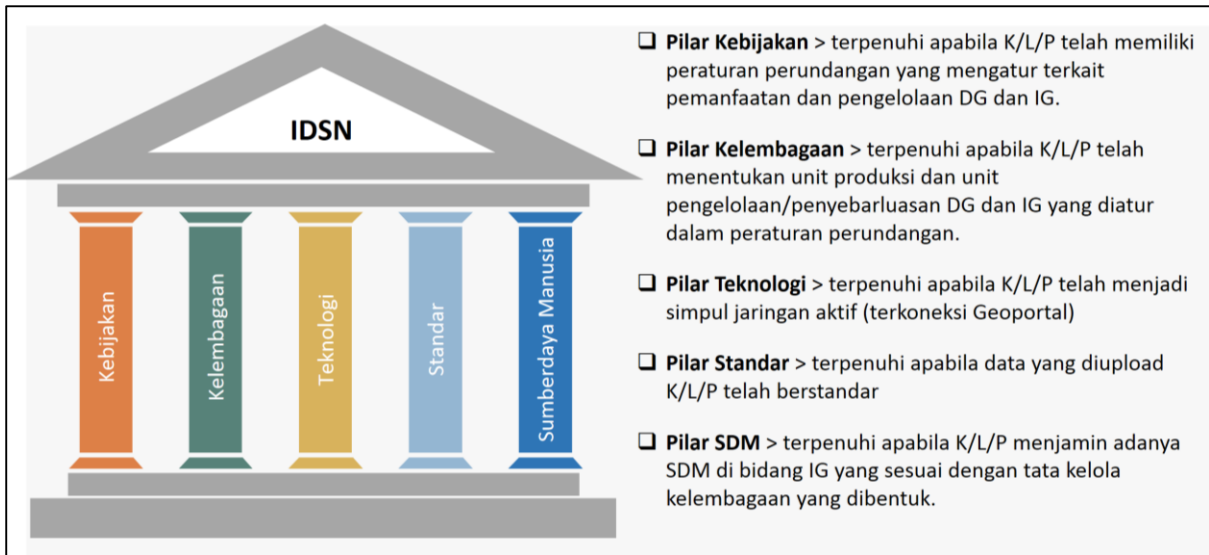 IDSN
Kebijakan
Kelembagaan
Teknologi
Standar
Sumberdaya Manusia
❑ Pilar Kebijakan > terpenuhi apabila K/L/P telah memiliki
peraturan perundangan yang mengatur terkait
pemanfaatan dan pengelolaan DG dan IG.
❑ Pilar Kelembagaan > terpenuhi apabila K/L/P telah
menentukan unit produksi dan unit
pengelolaan/penyebarluasan DG dan IG yang diatur
dalam peraturan perundangan.
❑ Pilar Teknologi > terpenuhi apabila K/L/P telah menjadi
simpul jaringan aktif (terkoneksi Geoportal)
❑ Pilar Standar > terpenuhi apabila data yang diupload
K/L/P telah berstandar
❑ Pilar SDM > terpenuhi apabila K/L/P menjamin adanya
SDM di bidang IG yang sesuai dengan tata kelola
kelembagaan yang dibentuk.